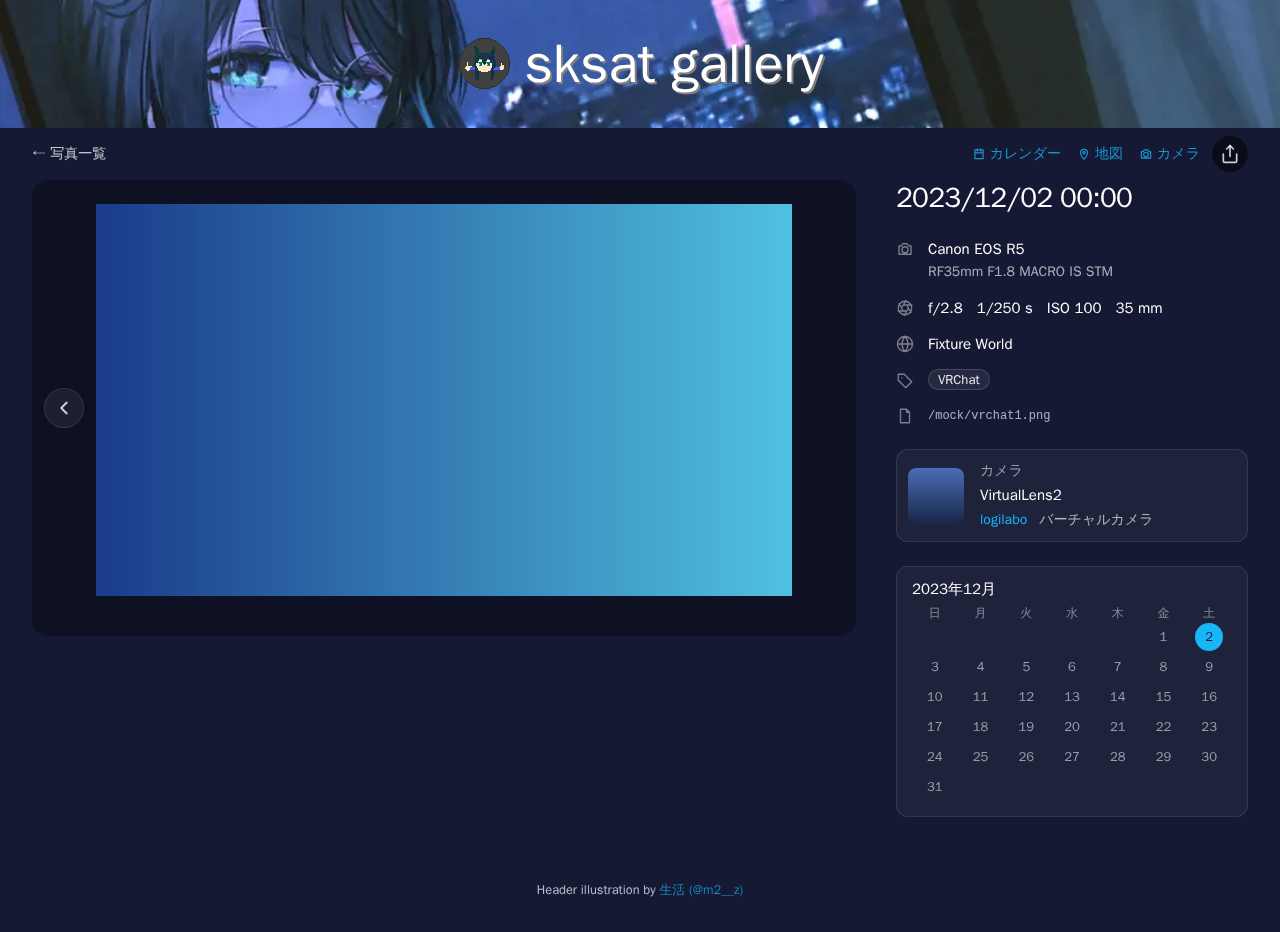 sksat gallery
← 写真一覧
カレンダー 地図 カメラ
2023/12/02 00:00
Canon EOS R5
RF35mm F1.8 MACRO IS STM
f/2.8 1/250 s ISO 100 35 mm
Fixture World
VRChat
/mock/vrchat1.png
カメラ
VirtualLens2
logilabo バーチャルカメラ
2023年12月
日 月 火 水 木 金 土
1 2
3 4 5 6 7 8 9
10 11 12 13 14 15 16
17 18 19 20 21 22 23
24 25 26 27 28 29 30
31
Header illustration by 生活 (@m2__z)